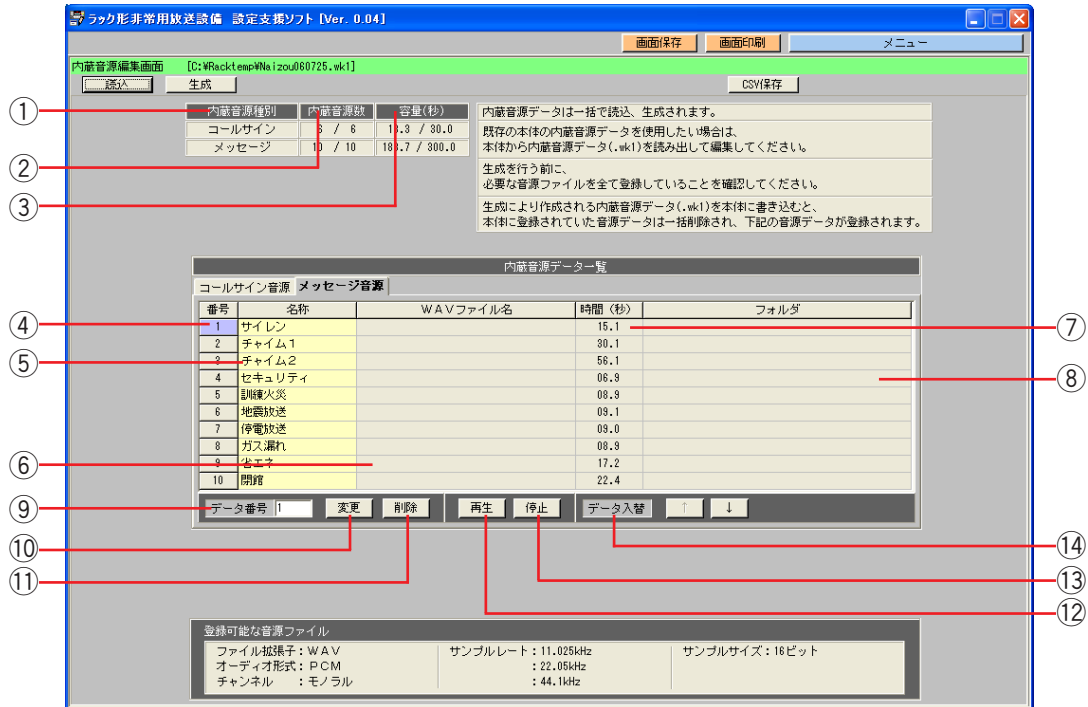 ラック形非常用放送設備 設定支援ソフト [Ver. 0.04]
画面保存 画面印刷 メニュー
内蔵音源編集画面 [C:¥Racktemp¥Naizou060725.wk1]
読込 生成 CSV保存
① 内蔵音源種別 内蔵音源数 容量(秒)
コールサイン 6 / 6 / 30.0
メッセージ 10 / 10 / 300.0
②
③
内蔵音源データは一括で読込、生成されます。
既存の本体の内蔵音源データを使用したい場合は、
本体から内蔵音源データ(.wk1)を読み出して編集してください。
生成を行う前に、
必要な音源ファイルを全て登録していることを確認してください。
生成により作成される内蔵音源データ(.wk1)を本体に書き込むと、
本体に登録されていた音源データは一括削除され、下記の音源データが登録されます。
内蔵音源データ一覧
コールサイン音源 メッセージ音源
番号 名称 WAVファイル名 時間(秒) フォルダ
④ 1 サイレン 15.1 ⑦
2 チャイム1 30.1
⑤ 3 チャイム2 56.1
4 セキュリティ 06.9 ⑧
5 訓練火災 08.9
6 地震放送 09.1
7 停電放送 09.0
8 ガス漏れ 08.9
⑥ 9 省エネ 17.2
10 閉館 22.4
⑨ データ番号 1 変更 削除 再生 停止 データ入替 ↑ ↓
⑩ ⑭
⑪ ⑬
⑫
登録可能な音源ファイル
ファイル拡張子：WAV サンプルレート：11.025kHz サンプルサイズ：16ビット
オーディオ形式：PCM ：22.05kHz
チャンネル ：モノラル ：44.1kHz